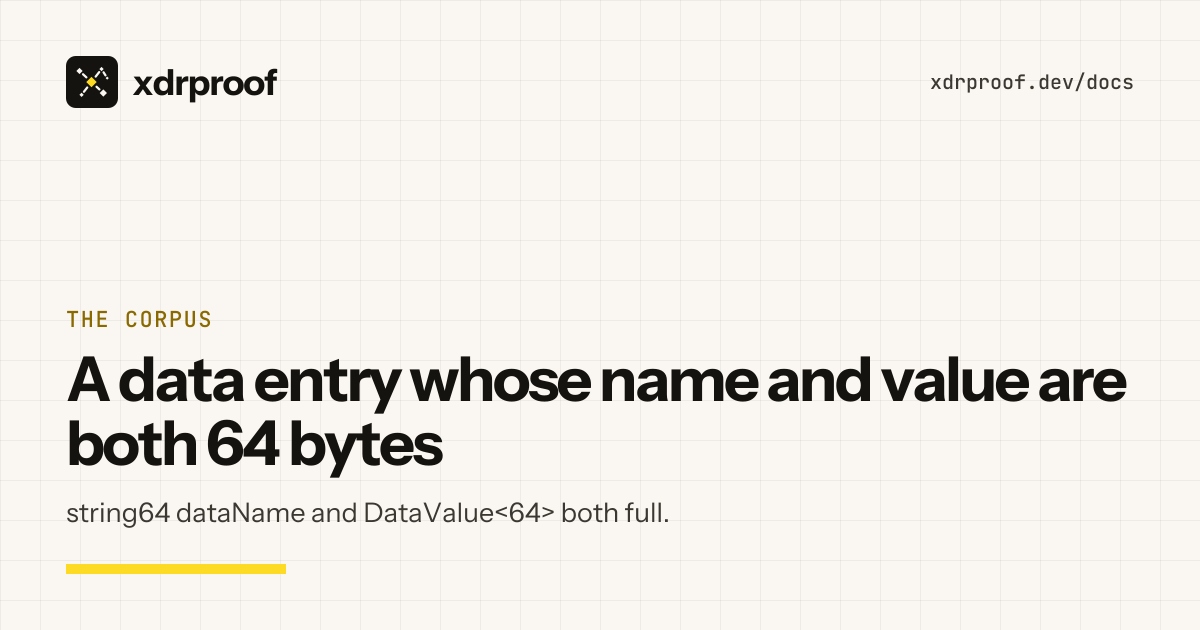 xdrproof
xdrproof.dev/docs
THE CORPUS
A data entry whose name and value are
both 64 bytes
string64 dataName and DataValue<64> both full.